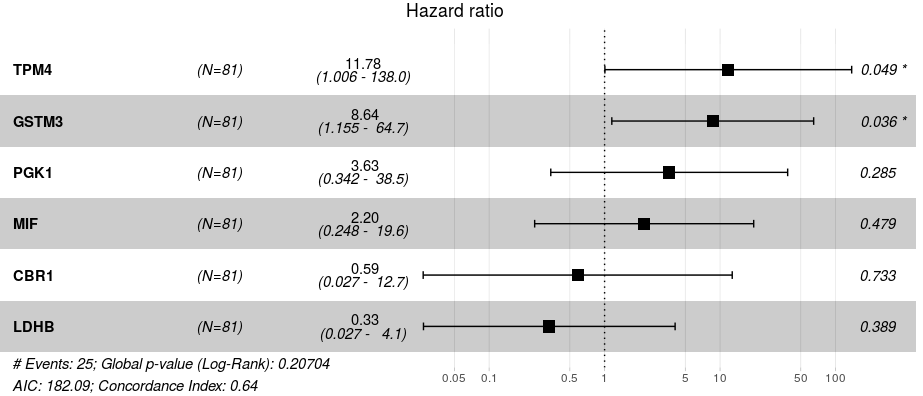 Hazard ratio
TPM4 (N=81) 11.78 (1.006 - 138.0) 0.049 *
GSTM3 (N=81) 8.64 (1.155 - 64.7) 0.036 *
PGK1 (N=81) 3.63 (0.342 - 38.5) 0.285
MIF (N=81) 2.20 (0.248 - 19.6) 0.479
CBR1 (N=81) 0.59 (0.027 - 12.7) 0.733
LDHB (N=81) 0.33 (0.027 - 4.1) 0.389
# Events: 25; Global p-value (Log-Rank): 0.20704
AIC: 182.09; Concordance Index: 0.64
0.05 0.1 0.5 1 5 10 50 100